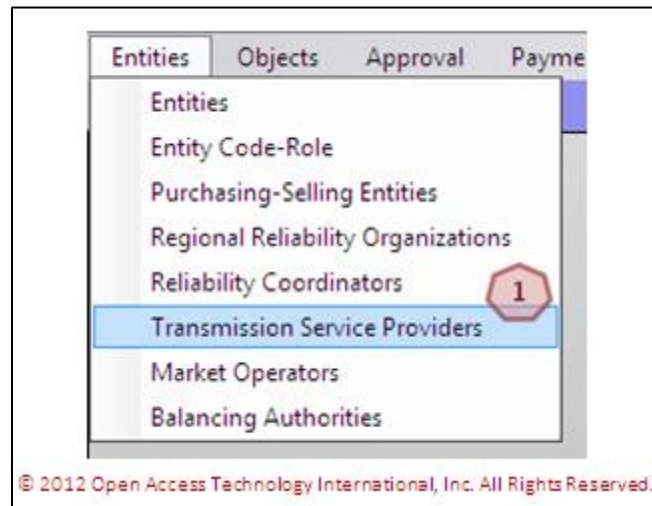 Entities Objects Approval Payme
Entities
Entity Code-Role
Purchasing-Selling Entities
Regional Reliability Organizations
Reliability Coordinators
1
Transmission Service Providers
Market Operators
Balancing Authorities
© 2012 Open Access Technology International, Inc. All Rights Reserved.